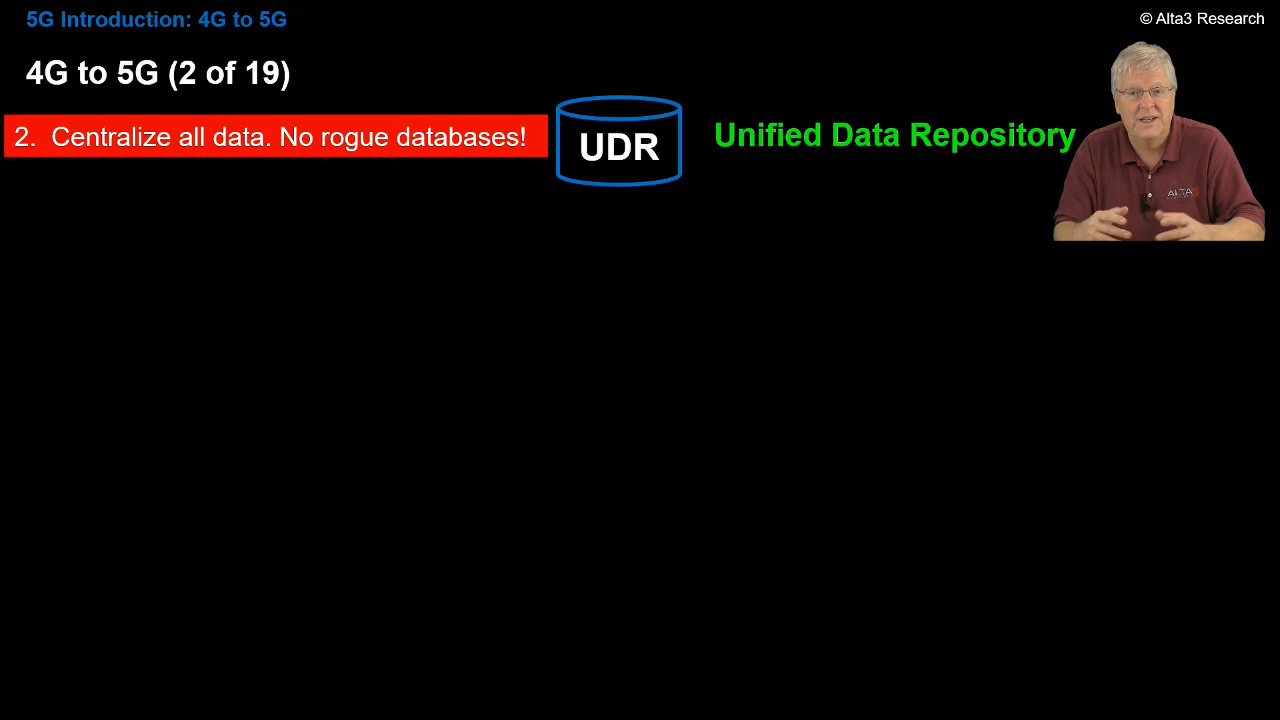 5G Introduction: 4G to 5G
© Alta3 Research
4G to 5G (2 of 19)
2. Centralize all data. No rogue databases!
UDR
Unified Data Repository
ALTA3